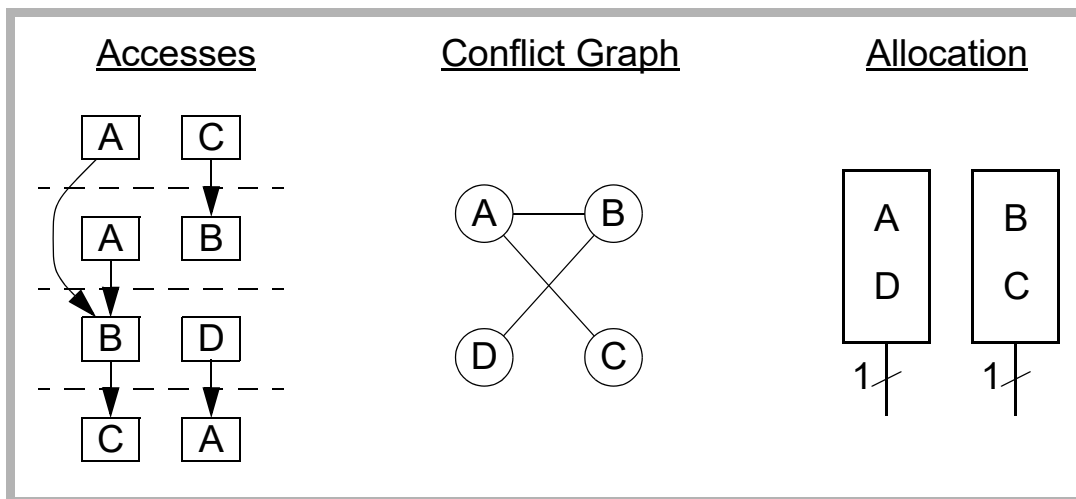 Accesses Conflict Graph Allocation
A C
A B
B D
C A
A B
D C
A B
D C
1 1